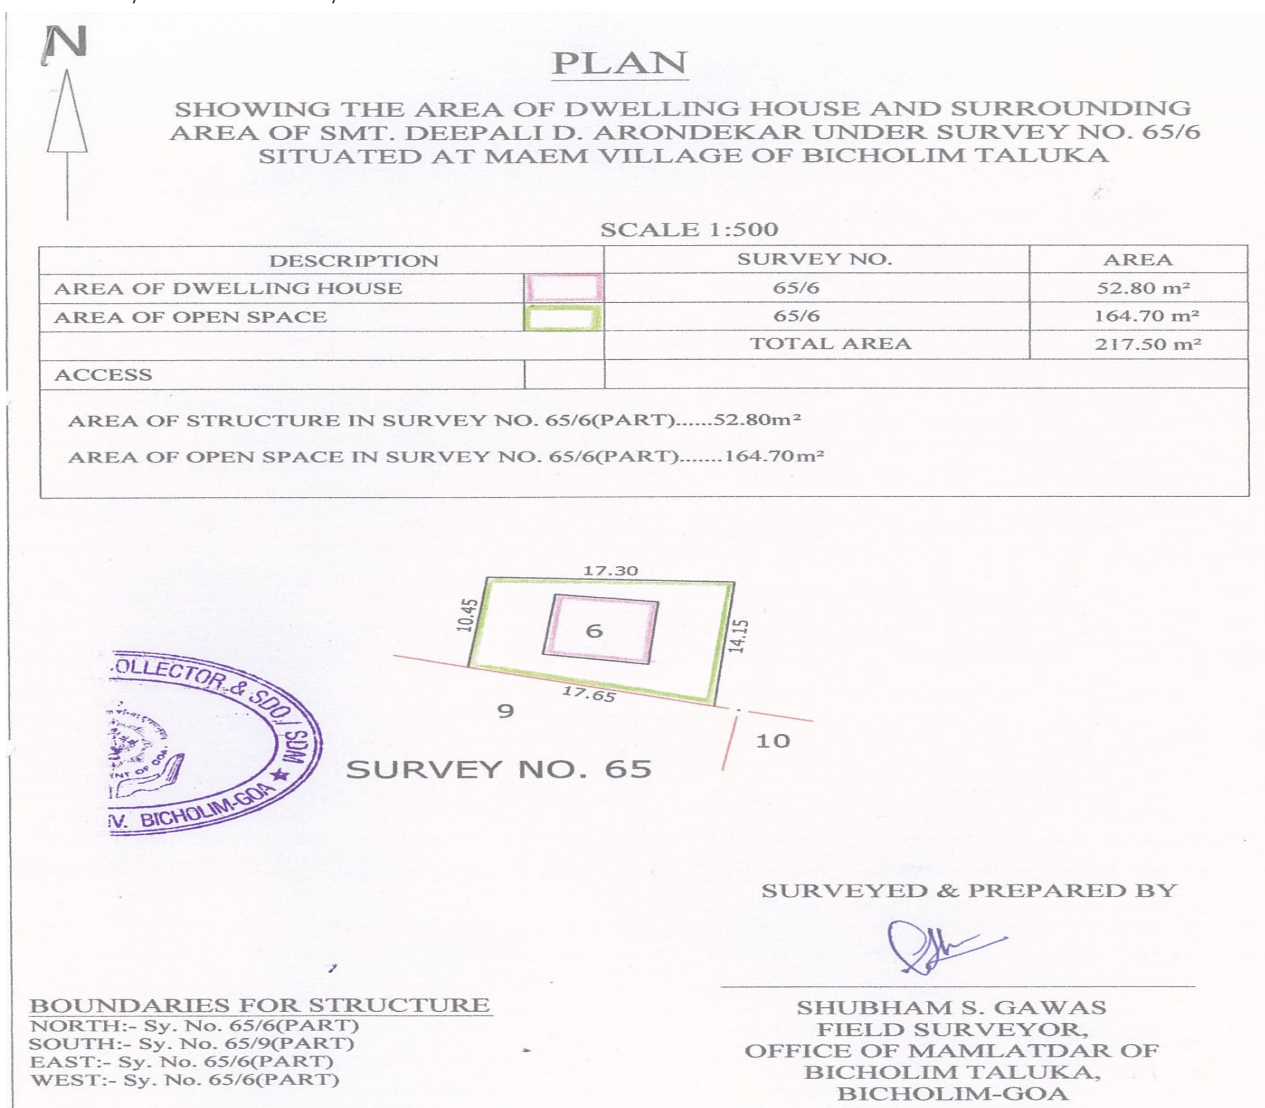 N
PLAN
SHOWING THE AREA OF DWELLING HOUSE AND SURROUNDING
AREA OF SMT. DEEPALI D. ARONDEKAR UNDER SURVEY NO. 65/6
SITUATED AT MAEM VILLAGE OF BICHOLIM TALUKA
SCALE 1:500
DESCRIPTION SURVEY NO. AREA
AREA OF DWELLING HOUSE 65/6 52.80 m²
AREA OF OPEN SPACE 65/6 164.70 m²
TOTAL AREA 217.50 m²
ACCESS
AREA OF STRUCTURE IN SURVEY NO. 65/6(PART)......52.80m²
AREA OF OPEN SPACE IN SURVEY NO. 65/6(PART).......164.70m²
17.30
10.45
6
14.15
17.65
9
10
SURVEY NO. 65
OLLECTOR & SDO / SDM ★
V. BICHOLIM-GOA
SURVEYED & PREPARED BY
SHUBHAM S. GAWAS
FIELD SURVEYOR,
OFFICE OF MAMLATDAR OF
BICHOLIM TALUKA,
BICHOLIM-GOA
BOUNDARIES FOR STRUCTURE
NORTH:- Sy. No. 65/6(PART)
SOUTH:- Sy. No. 65/9(PART)
EAST:- Sy. No. 65/6(PART)
WEST:- Sy. No. 65/6(PART)